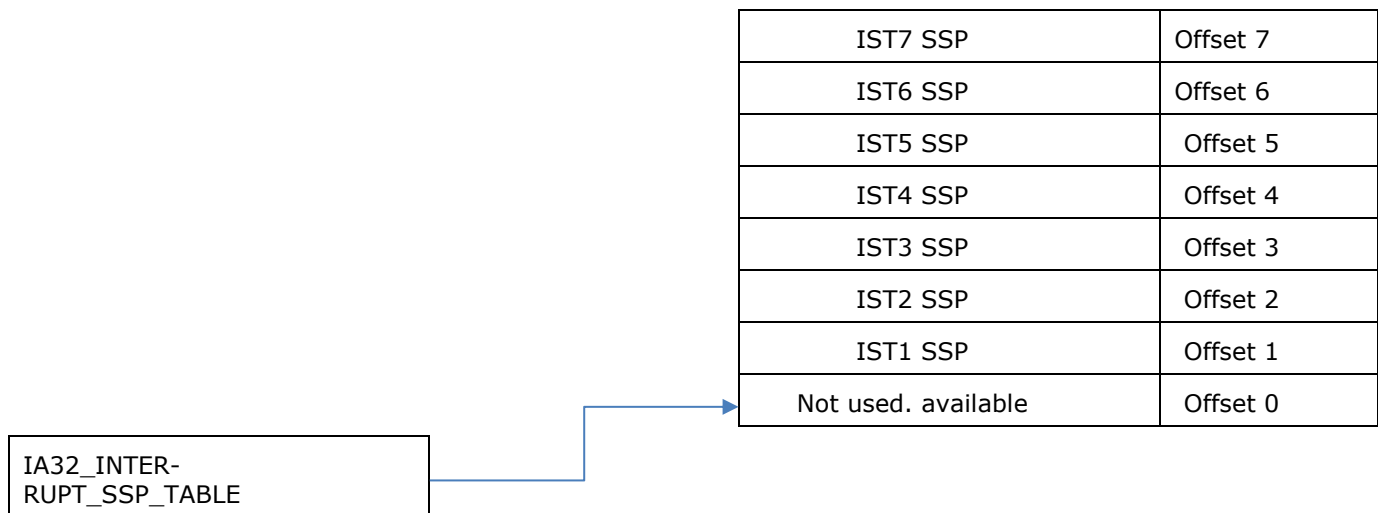 IST7 SSP Offset 7
IST6 SSP Offset 6
IST5 SSP Offset 5
IST4 SSP Offset 4
IST3 SSP Offset 3
IST2 SSP Offset 2
IST1 SSP Offset 1
Not used. available Offset 0
IA32_INTER-
RUPT_SSP_TABLE